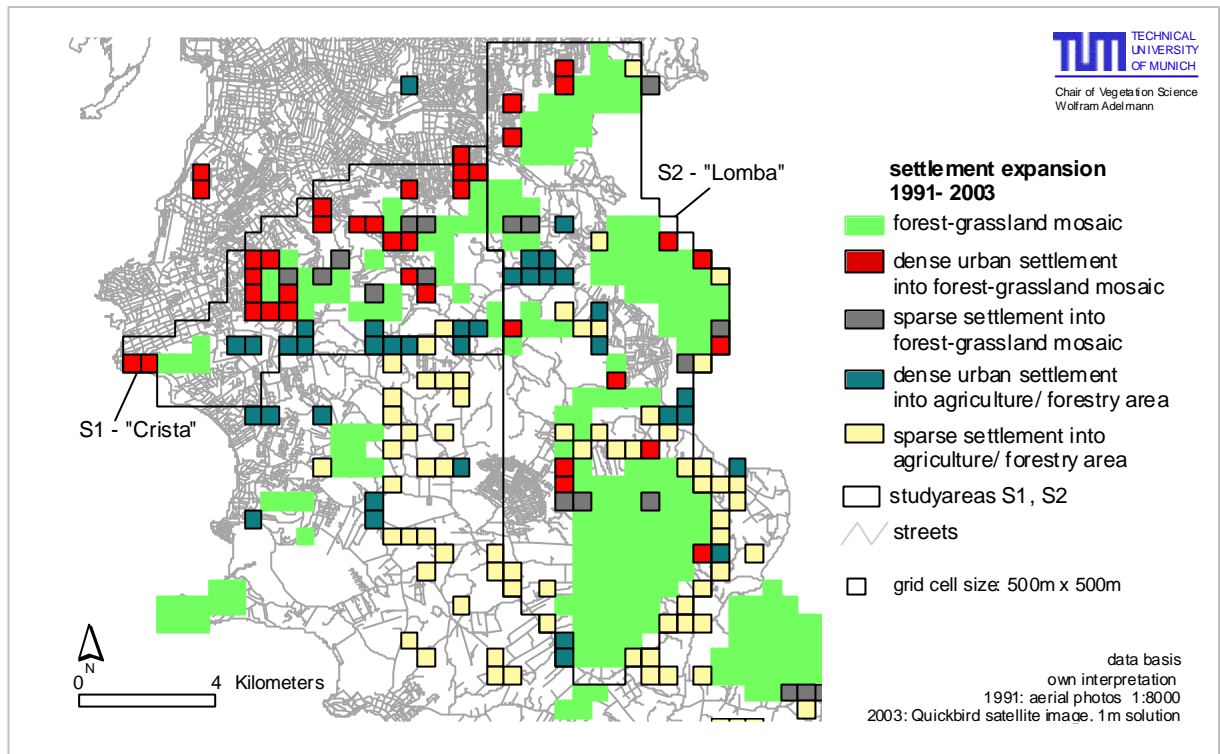 TUM
TECHNICAL
UNIVERSITY
OF MUNICH
Chair of Vegetation Science
Wolfram Adelmann
S2 - "Lomba"
S1 - "Crista"
settlement expansion
1991- 2003
forest-grassland mosaic
dense urban settlement
into forest-grassland mosaic
sparse settlement into
forest-grassland mosaic
dense urban settlement
into agriculture/ forestry area
sparse settlement into
agriculture/ forestry area
studyareas S1 , S2
streets
grid cell size: 500m x 500m
N
0 4 Kilometers
data basis
own interpretation
1991: aerial photos 1:8000
2003: Quickbird satellite image, 1m solution